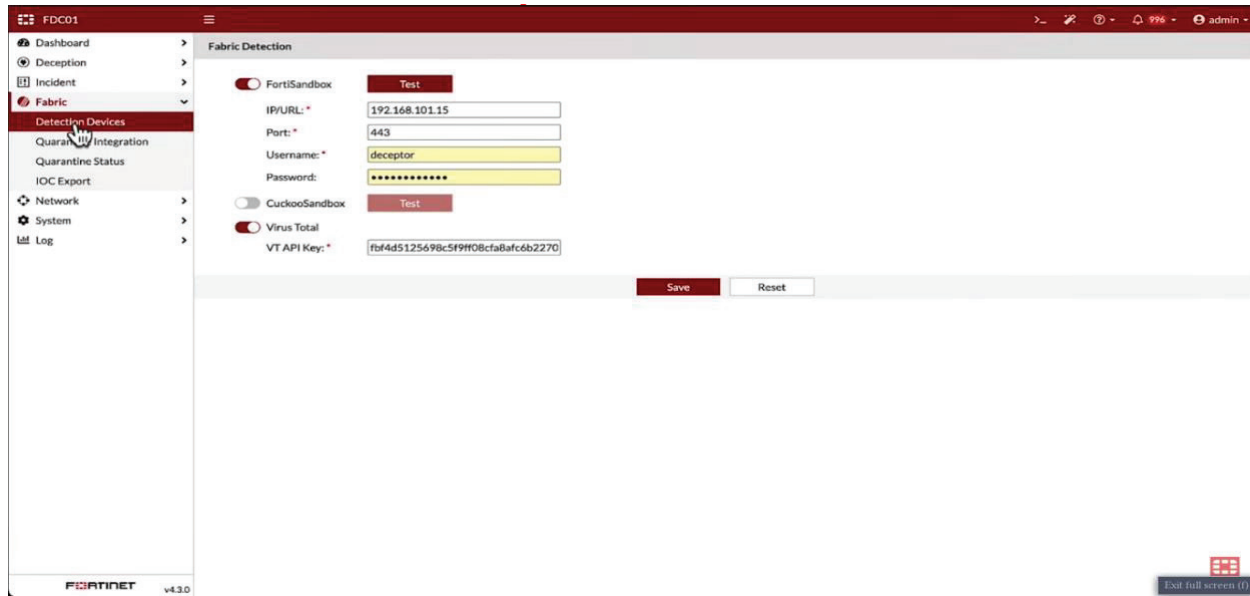 FDC01
>_ 996 admin
Dashboard
Deception
Incident
Fabric
Detection Devices
Quarantine Integration
Quarantine Status
IOC Export
Network
System
Log
Fabric Detection
FortiSandbox Test
IP/URL: * 192.168.101.15
Port: * 443
Username: * deceptor
Password: ••••••••••••
CuckooSandbox Test
Virus Total
VT API Key: * fbf4d5125698c5f9ff08cfa8afc6b2270
Save Reset
FORTINET v4.3.0
Exit full screen (f)